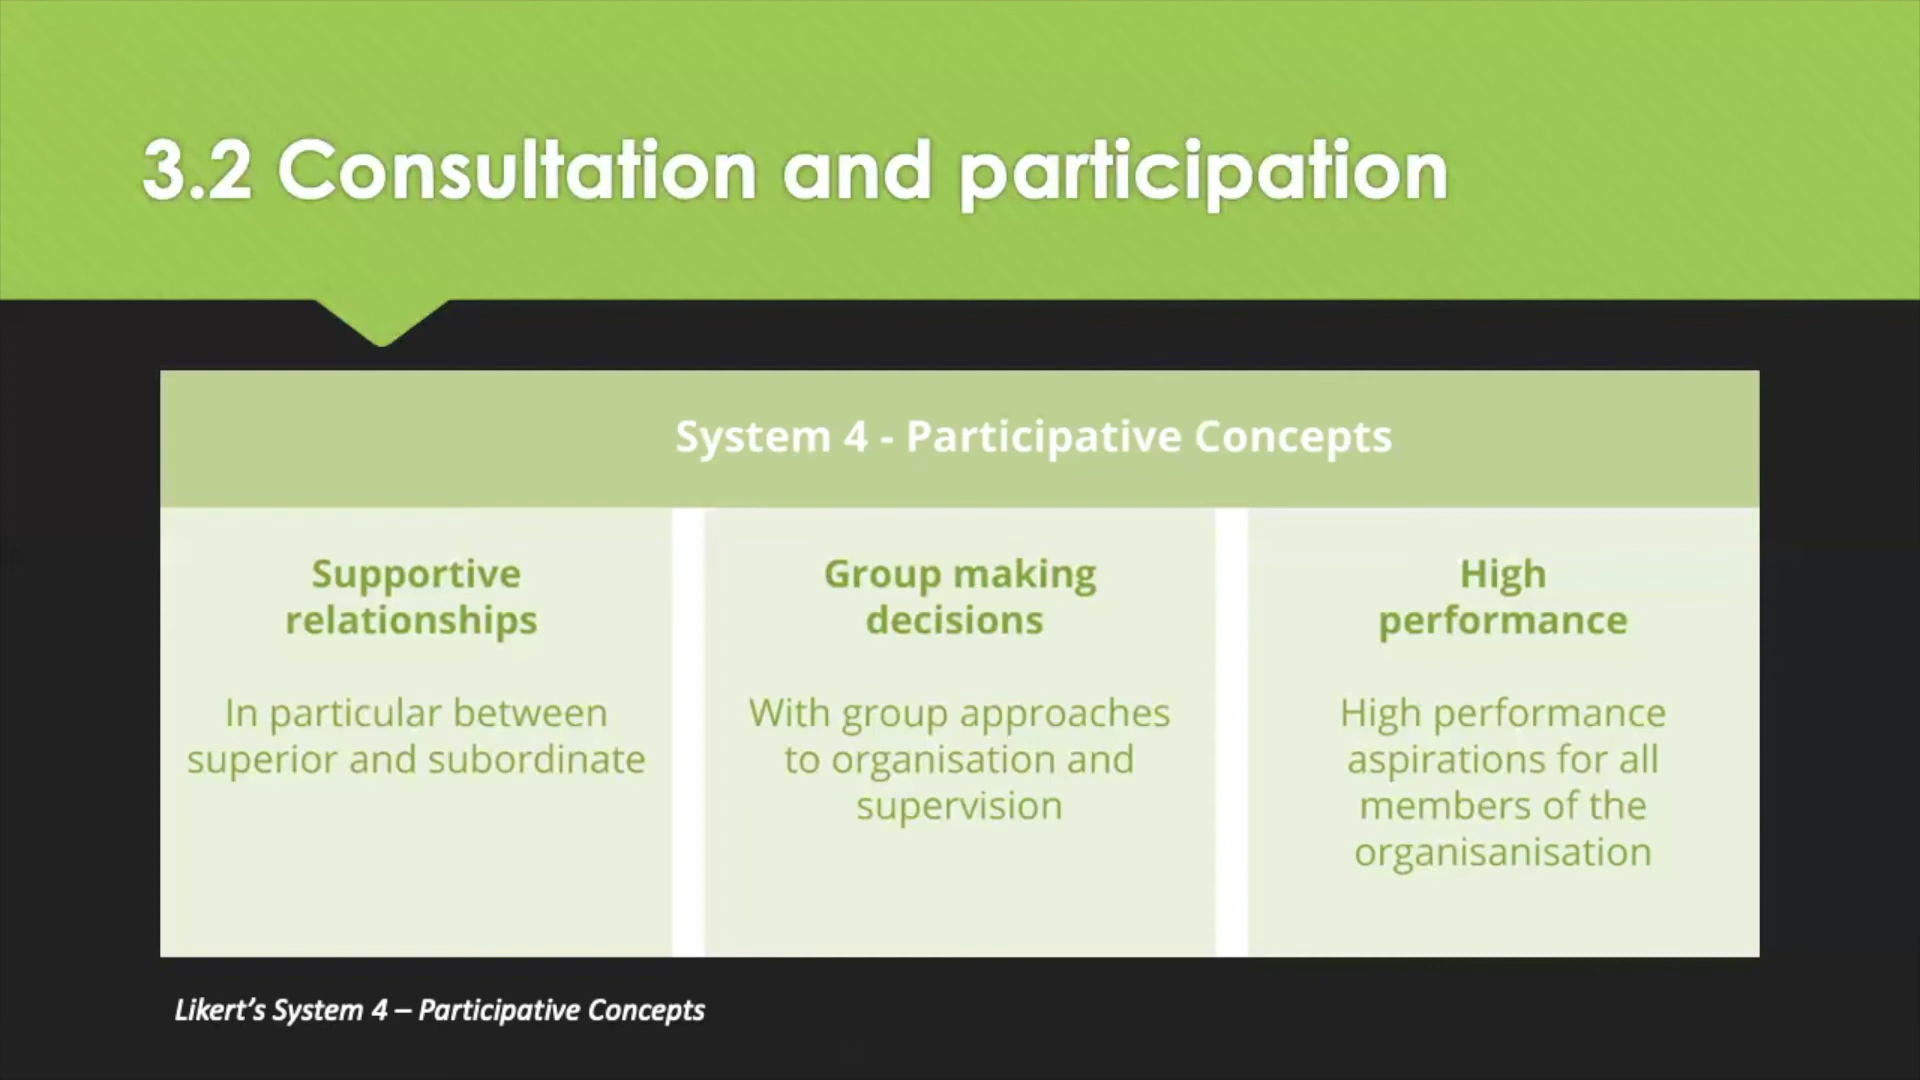 3.2 Consultation and participation
System 4 - Participative Concepts
Supportive
relationships
In particular between
superior and subordinate
Group making
decisions
With group approaches
to organisation and
supervision
High
performance
High performance
aspirations for all
members of the
organisanisation
Likert’s System 4 – Participative Concepts